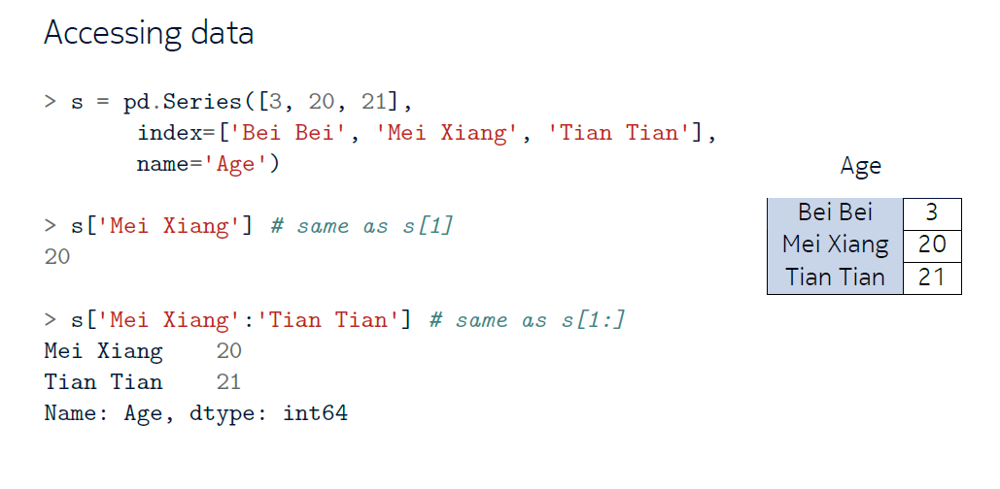 Accessing data
> s = pd.Series([3, 20, 21],
index=['Bei Bei', 'Mei Xiang', 'Tian Tian'],
name='Age')
> s['Mei Xiang'] # same as s[1]
20
> s['Mei Xiang':'Tian Tian'] # same as s[1:]
Mei Xiang 20
Tian Tian 21
Name: Age, dtype: int64
Age
Bei Bei 3
Mei Xiang 20
Tian Tian 21